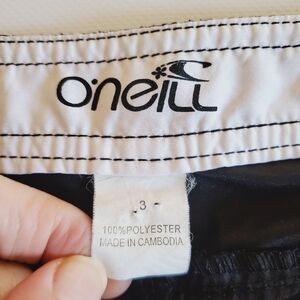 O'NEILL
3
100%POLYESTER
MADE IN CAMBODIA